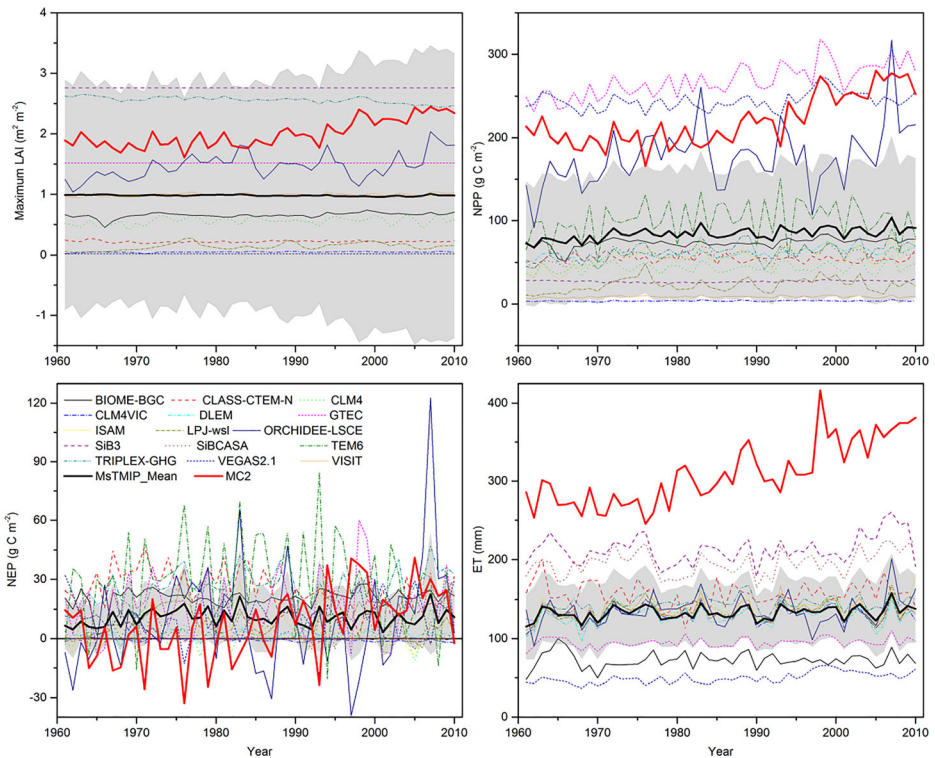 4
3
2
1
0
-1
Maximum LAI (m² m⁻²)
1960 1970 1980 1990 2000 2010
300
200
100
0
NPP (g C m⁻²)
1960 1970 1980 1990 2000 2010
120
90
60
30
0
-30
NEP (g C m⁻²)
BIOME-BGC CLASS-CTEM-N CLM4
CLM4VIC DLEM GTEC
ISAM LPJ-wsl ORCHIDEE-LSCE
SiB3 SiBCASA TEM6
TRIPLEX-GHG VEGAS2.1 VISIT
MsTMIP_Mean MC2
1960 1970 1980 1990 2000 2010
Year
400
300
200
100
0
ET (mm)
1960 1970 1980 1990 2000 2010
Year